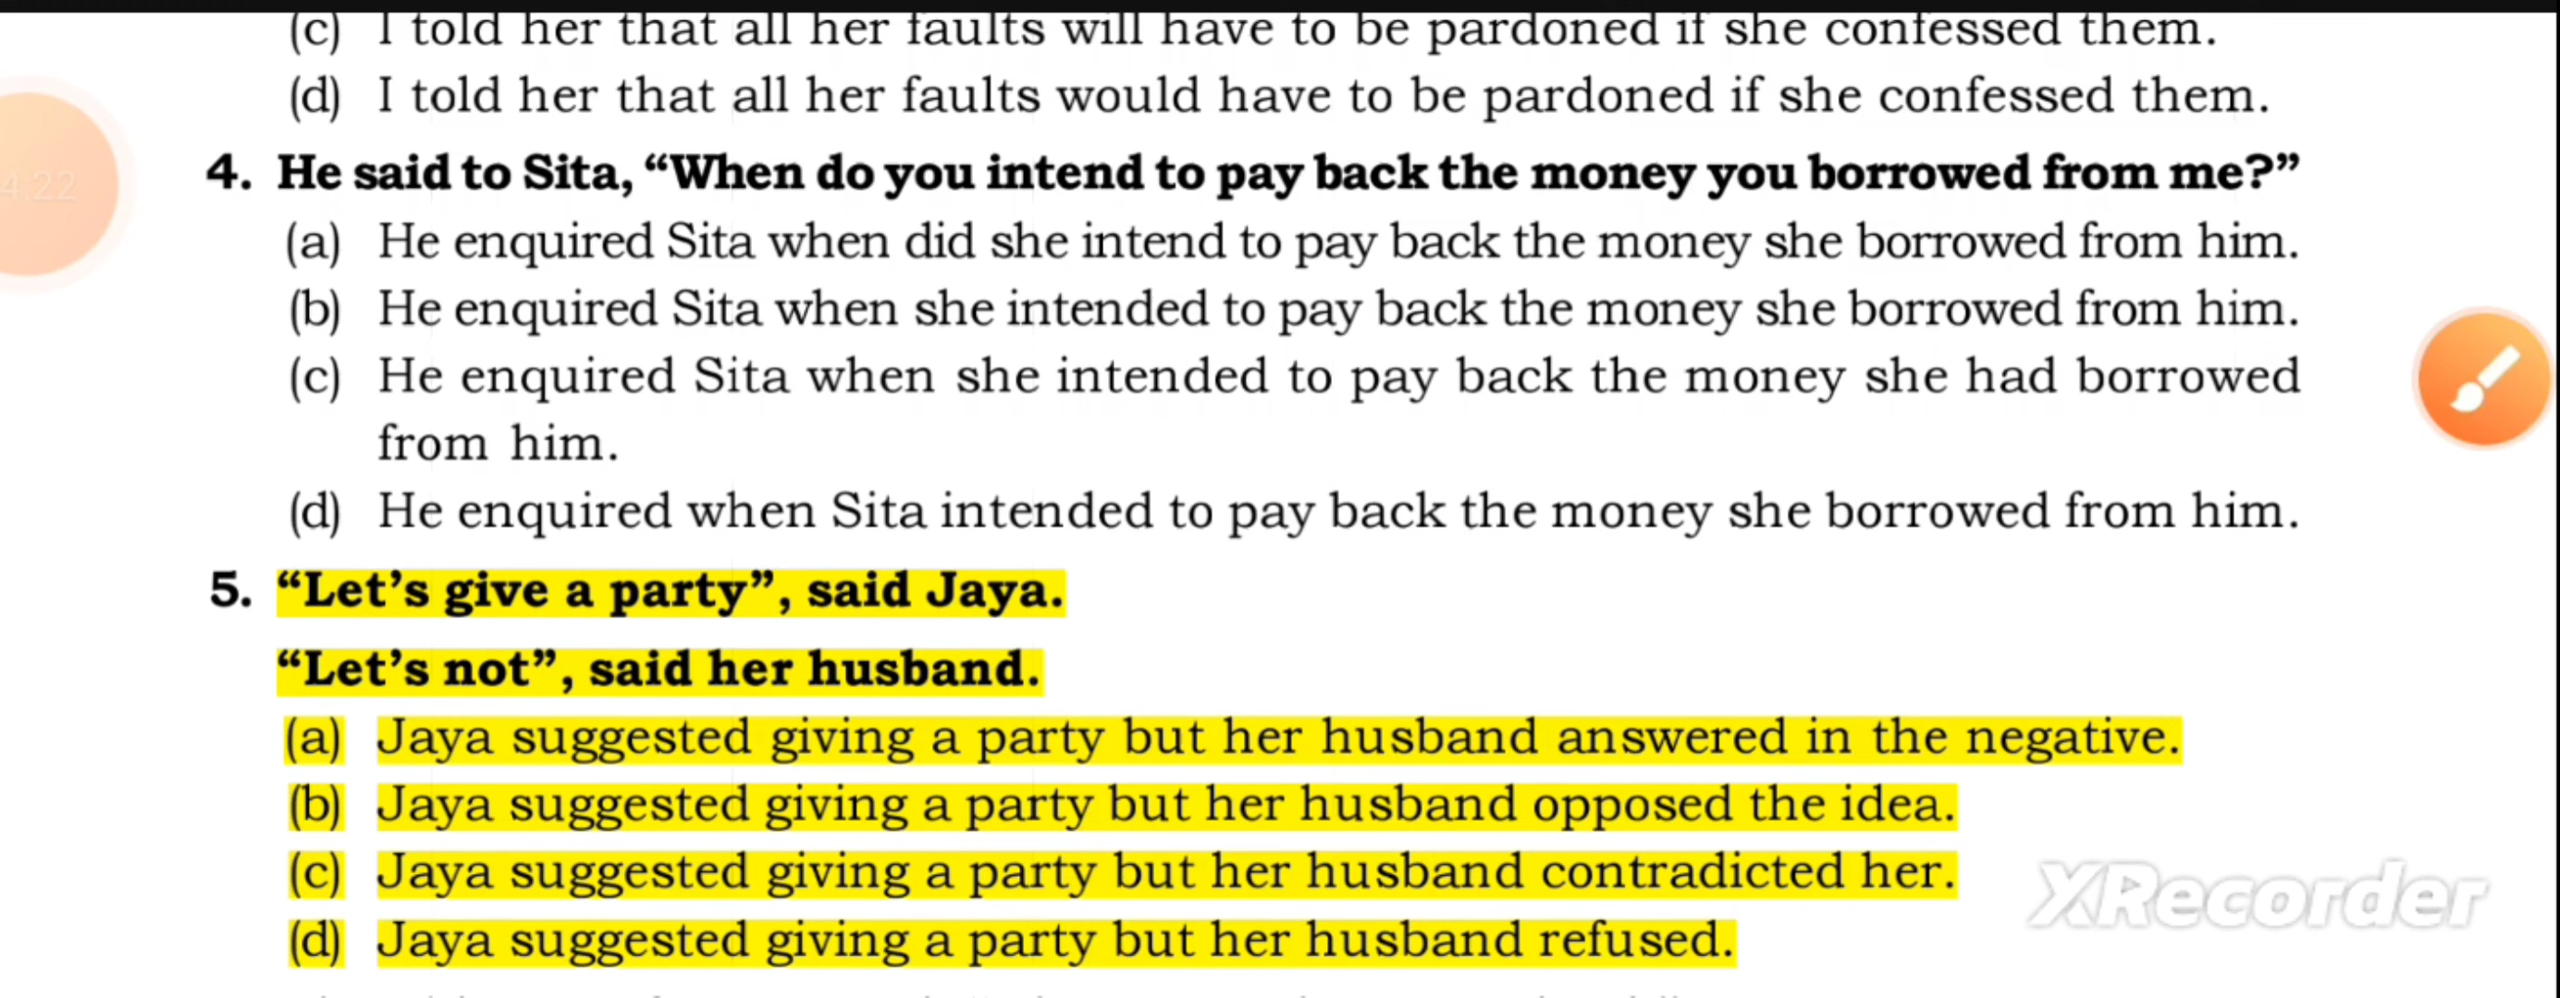 (c) I told her that all her faults will have to be pardoned if she confessed them.
(d) I told her that all her faults would have to be pardoned if she confessed them.
4. He said to Sita, “When do you intend to pay back the money you borrowed from me?”
4:22
(a) He enquired Sita when did she intend to pay back the money she borrowed from him.
(b) He enquired Sita when she intended to pay back the money she borrowed from him.
(c) He enquired Sita when she intended to pay back the money she had borrowed
from him.
(d) He enquired when Sita intended to pay back the money she borrowed from him.
5. “Let’s give a party”, said Jaya.
“Let’s not”, said her husband.
(a) Jaya suggested giving a party but her husband answered in the negative.
(b) Jaya suggested giving a party but her husband opposed the idea.
(c) Jaya suggested giving a party but her husband contradicted her.
(d) Jaya suggested giving a party but her husband refused.
XRecorder